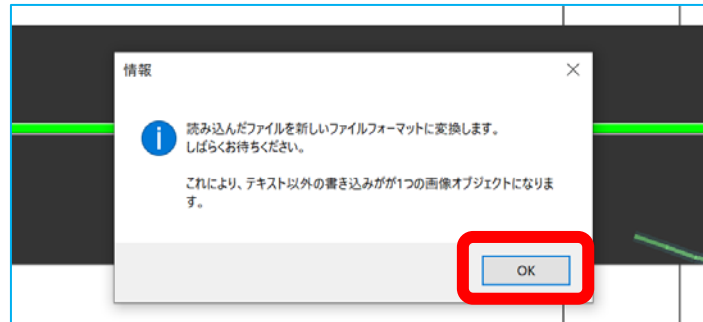 情報
読み込んだファイルを新しいファイルフォーマットに変換します。
しばらくお待ちください。
これにより、テキスト以外の書き込みがが1つの画像オブジェクトになりま
す。
OK